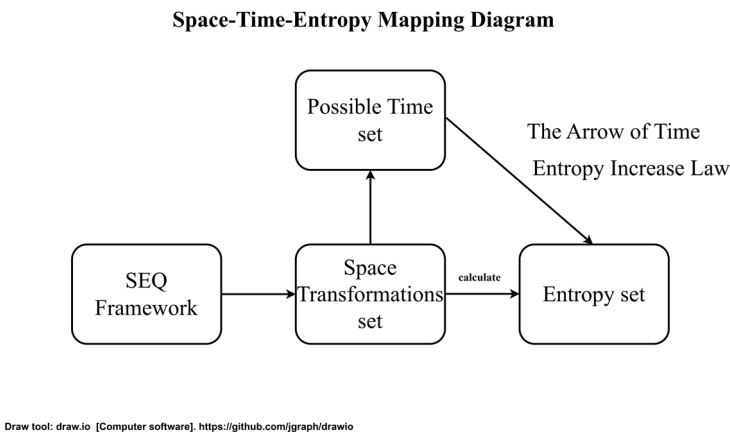 Space-Time-Entropy Mapping Diagram
Possible Time
set
The Arrow of Time
Entropy Increase Law
SEQ
Framework
Space
Transformations
set
calculate
Entropy set
Draw tool: draw.io [Computer software]. https://github.com/jgraph/drawio